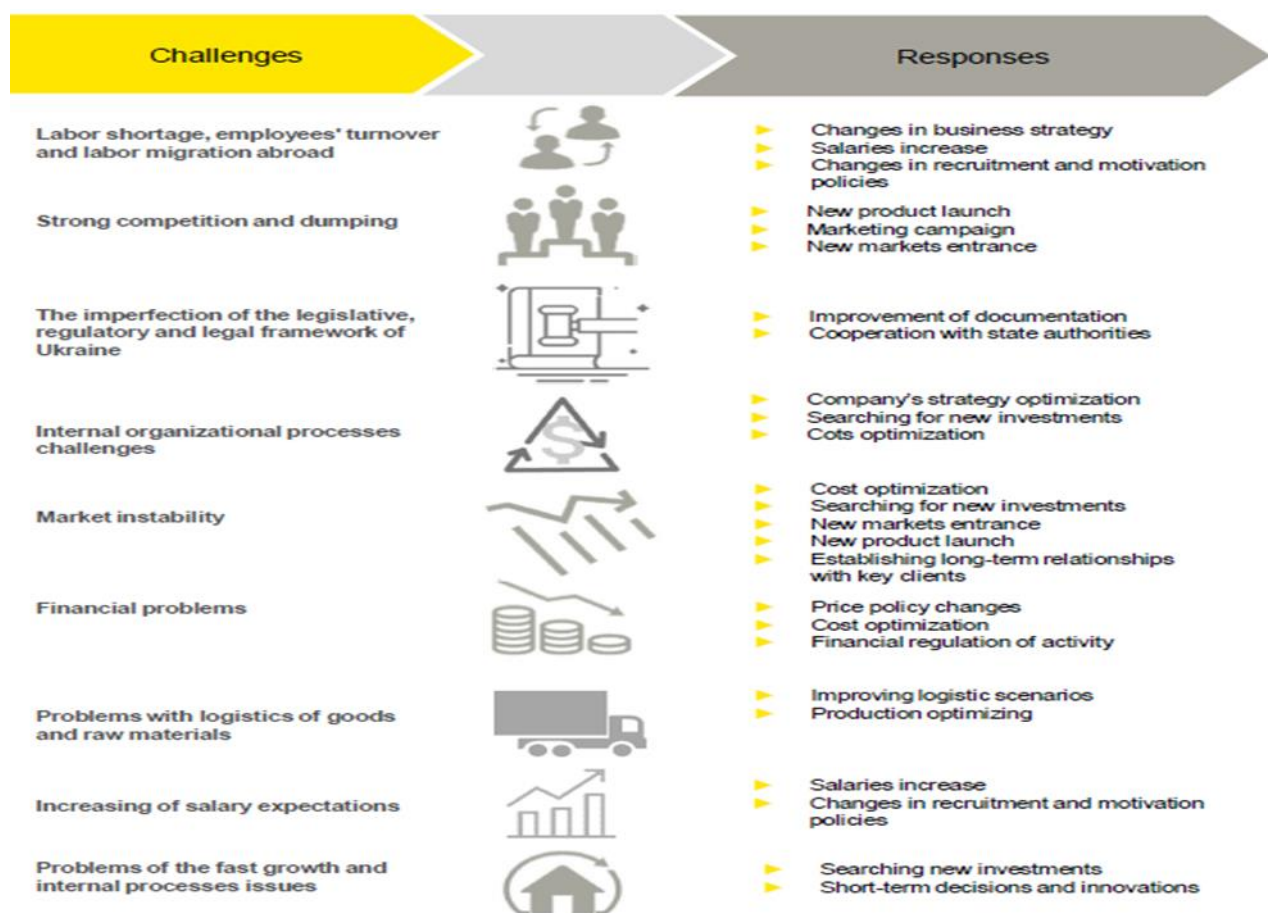 Challenges
Responses
Labor shortage, employees' turnover
and labor migration abroad
Changes in business strategy
Salaries increase
Changes in recruitment and motivation
policies
Strong competition and dumping
New product launch
Marketing campaign
New markets entrance
The imperfection of the legislative,
regulatory and legal framework of
Ukraine
Improvement of documentation
Cooperation with state authorities
Internal organizational processes
challenges
$
Company's strategy optimization
Searching for new investments
Cots optimization
Market instability
Cost optimization
Searching for new investments
New markets entrance
New product launch
Establishing long-term relationships
with key clients
Financial problems
Price policy changes
Cost optimization
Financial regulation of activity
Problems with logistics of goods
and raw materials
Improving logistic scenarios
Production optimizing
Increasing of salary expectations
Salaries increase
Changes in recruitment and motivation
policies
Problems of the fast growth and
internal processes issues
Searching new investments
Short-term decisions and innovations